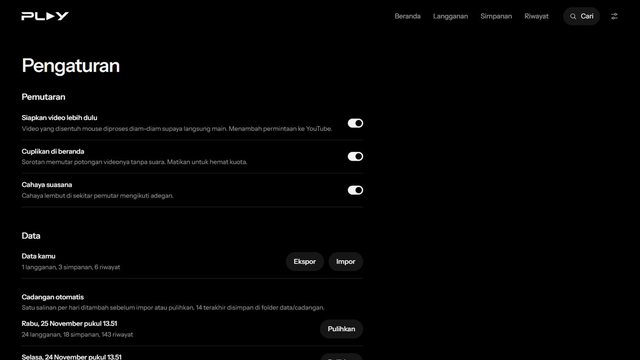 PLAY
Beranda
Langganan
Simpanan
Riwayat
Cari
Pengaturan
Pemutaran
Siapkan video lebih dulu
Video yang disentuh mouse diproses diam-diam supaya langsung main. Menambah permintaan ke YouTube.
Cuplikan di beranda
Sorotan memutar potongan videonya tanpa suara. Matikan untuk hemat kuota.
Cahaya suasana
Cahaya lembut di sekitar pemutar mengikuti adegan.
Data
Data kamu
1 langganan, 3 simpanan, 6 riwayat
Ekspor
Impor
Cadangan otomatis
Satu salinan per hari ditambah sebelum impor atau pulihkan, 14 terakhir disimpan di folder data/cadangan.
Rabu, 25 November pukul 13.51
24 langganan, 18 simpanan, 143 riwayat
Pulihkan
Selasa, 24 November pukul 13.51